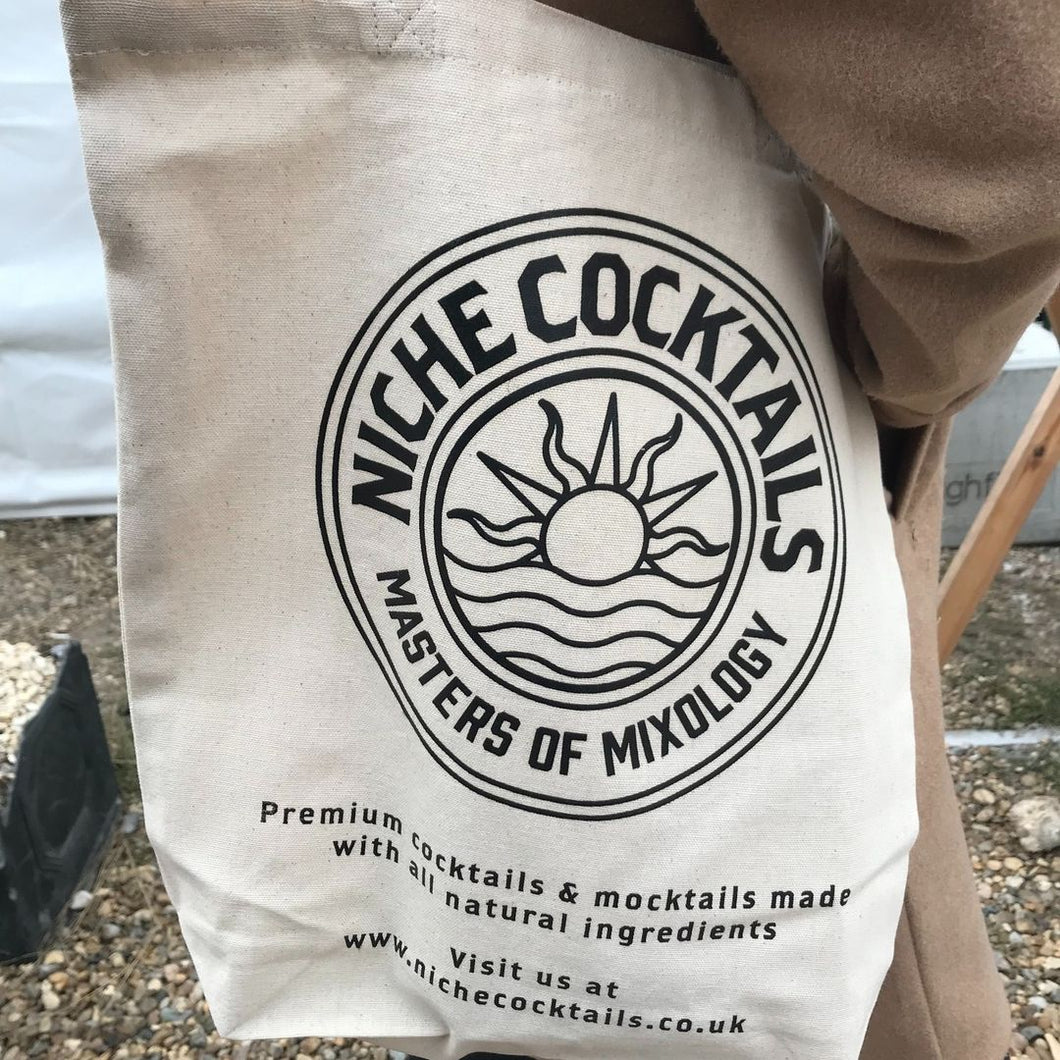 NICHE COCKTAILS
MASTERS OF MIXOLOGY
Premium cocktails & mocktails made
with all natural ingredients
Visit us at
www.nichecocktails.co.uk